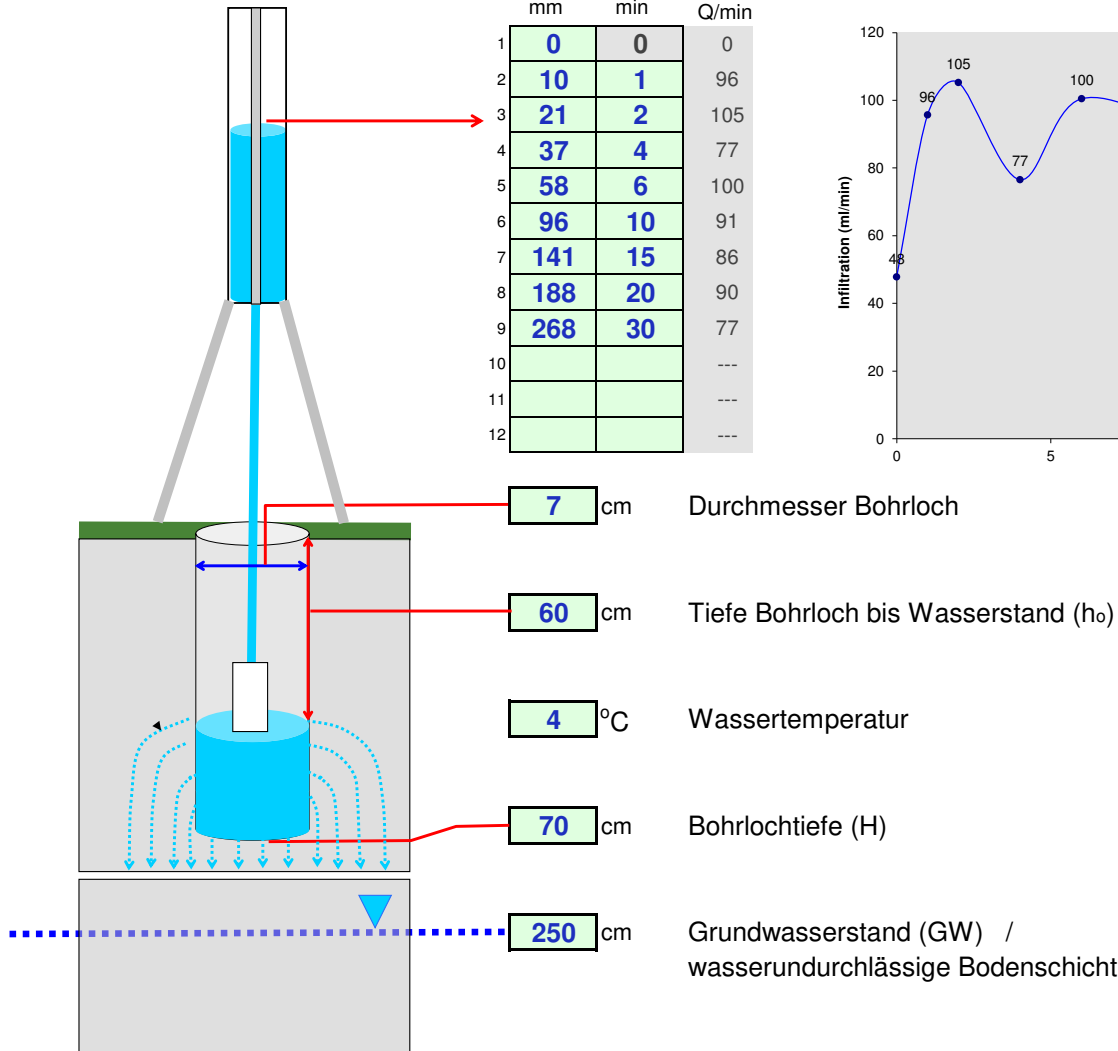 mm min Q/min
1 0 0 0
2 10 1 96
3 21 2 105
4 37 4 77
5 58 6 100
6 96 10 91
7 141 15 86
8 188 20 90
9 268 30 77
10 ---
11 ---
12 ---
Infiltration (ml/min)
120
100
80
60
40
20
0
0 5
48
96
105
77
100
7 cm Durchmesser Bohrloch
60 cm Tiefe Bohrloch bis Wasserstand (ho)
4 °C Wassertemperatur
70 cm Bohrlochtiefe (H)
250 cm Grundwasserstand (GW) /
wasserundurchlässige Bodenschicht